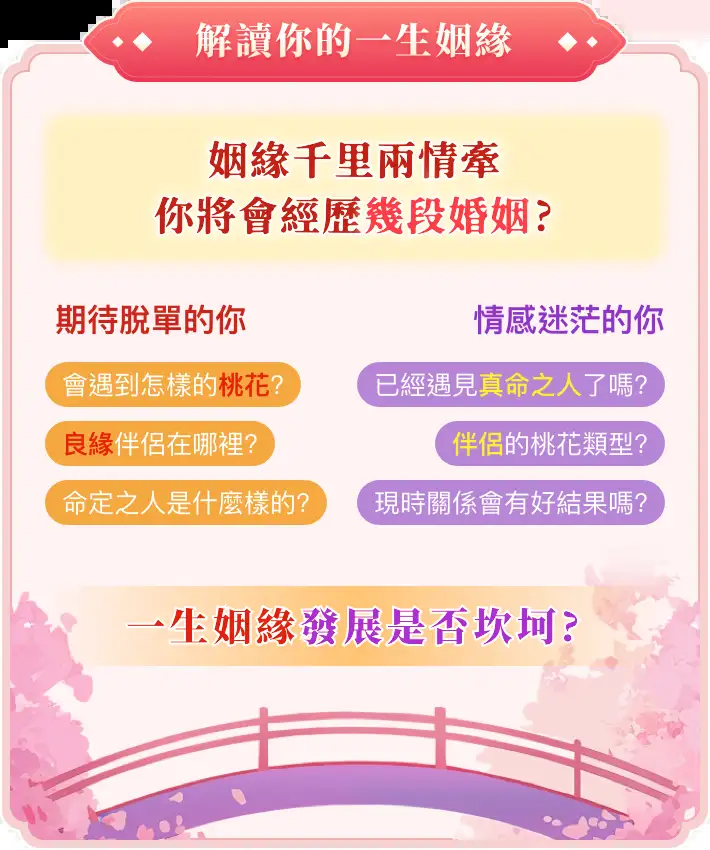 解讀你的一生姻緣
姻緣千里兩情牽
你將會經歷幾段婚姻?
期待脫單的你
會遇到怎樣的桃花?
良緣伴侶在哪裡?
命定之人是什麼樣的?
情感迷茫的你
已經遇見真命之人了嗎?
伴侶的桃花類型?
現時關係會有好結果嗎?
一生姻緣發展是否坎坷?